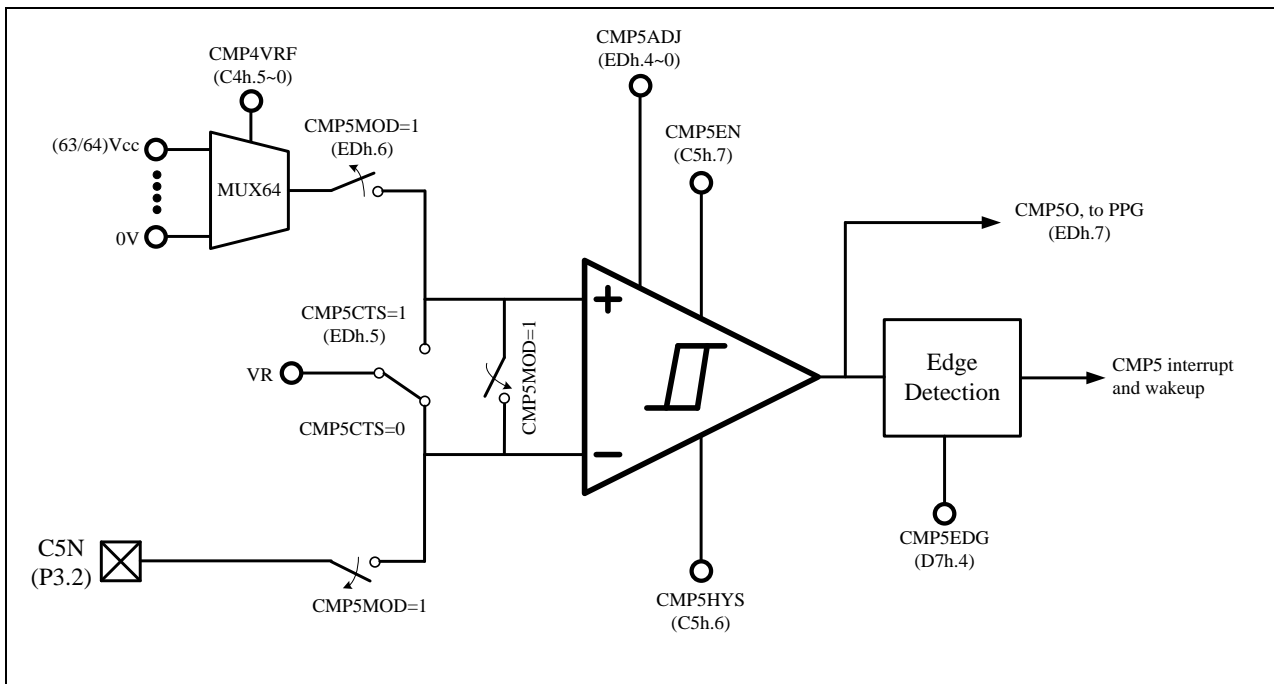 CMP4VRF
(C4h.5~0)
(63/64)Vcc
MUX64
0V
CMP5MOD=1
(EDh.6)
CMP5ADJ
(EDh.4~0)
CMP5EN
(C5h.7)
CMP5O, to PPG
(EDh.7)
CMP5CTS=1
(EDh.5)
VR
CMP5CTS=0
CMP5MOD=1
+
−
Edge
Detection
CMP5 interrupt
and wakeup
C5N
(P3.2)
CMP5MOD=1
CMP5HYS
(C5h.6)
CMP5EDG
(D7h.4)